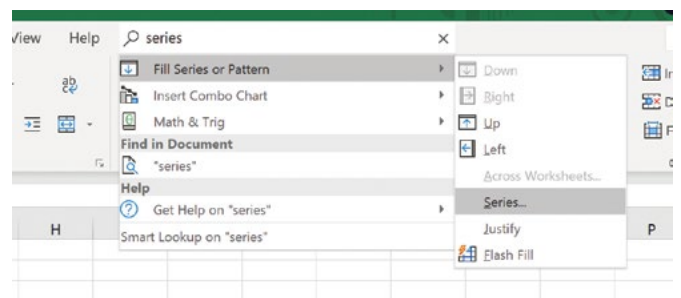 View Help series
Fill Series or Pattern
Insert Combo Chart
Math & Trig
Find in Document
"series"
Help
Get Help on "series"
Smart Lookup on "series"
Down
Right
Up
Left
Across Worksheets...
Series...
Justify
Flash Fill
ab
H
P